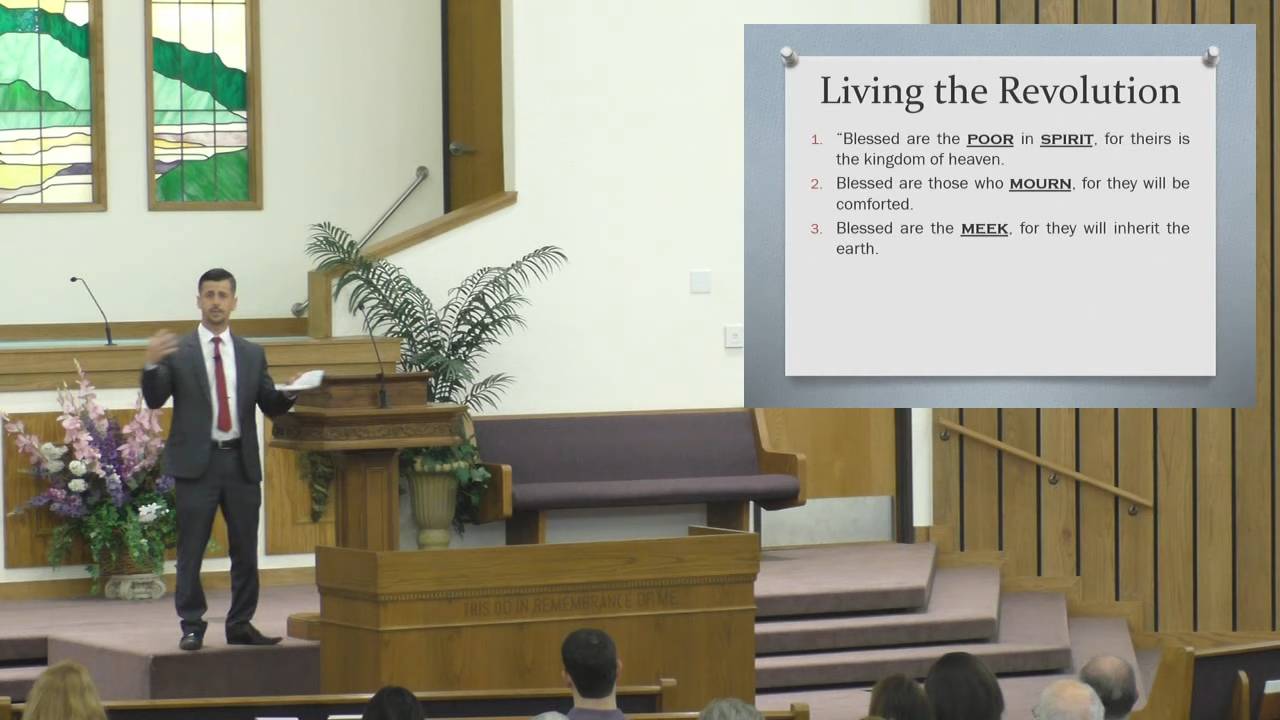 Living the Revolution
1. “Blessed are the POOR in SPIRIT, for theirs is
the kingdom of heaven.
2. Blessed are those who MOURN, for they will be
comforted.
3. Blessed are the MEEK, for they will inherit the
earth.
THIS DO IN REMEMBRANCE OF ME